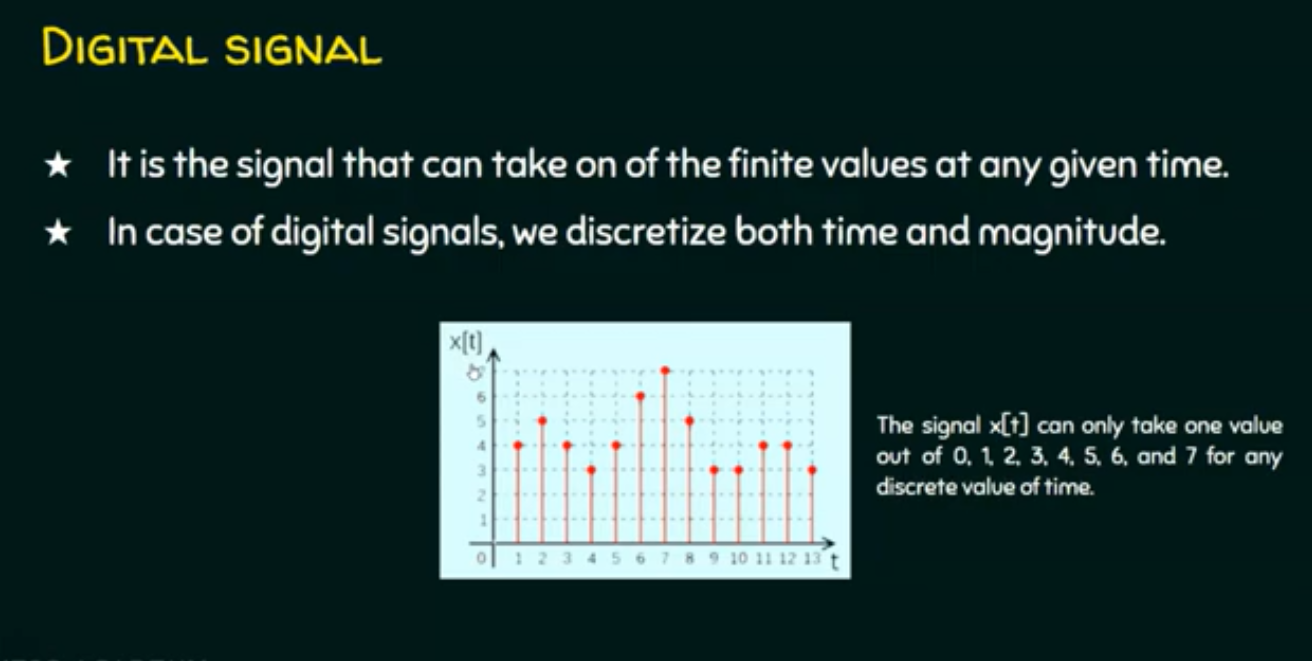 DIGITAL SIGNAL
★ It is the signal that can take on of the finite values at any given time.
★ In case of digital signals, we discretize both time and magnitude.
x[t]
6
5
4
3
2
1
0 1 2 3 4 5 6 7 8 9 10 11 12 13 t
The signal x[t] can only take one value
out of 0, 1, 2, 3, 4, 5, 6, and 7 for any
discrete value of time.